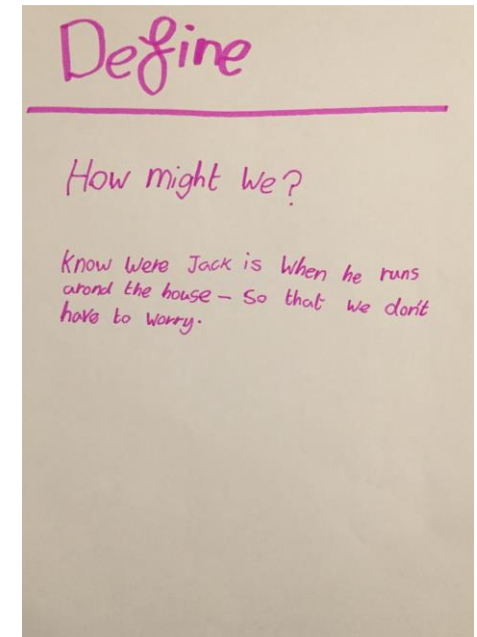 Define
How might We?
Know Were Jack is When he runs
arond the house - So that we don't
have to Worry.